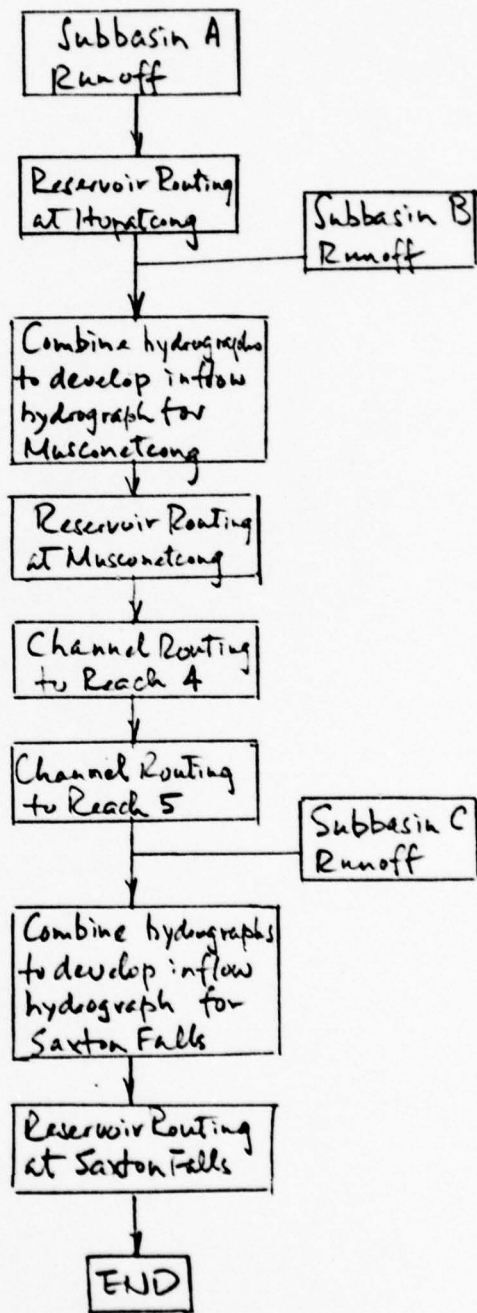 Subbasin A
Runoff
Reservoir Routing
at Hopatcong
Subbasin B
Runoff
Combine hydrographs
to develop inflow
hydrograph for
Musconetcong
Reservoir Routing
at Musconetcong
Channel Routing
to Reach 4
Channel Routing
to Reach 5
Subbasin C
Runoff
Combine hydrographs
to develop inflow
hydrograph for
Saxton Falls
Reservoir Routing
at Saxton Falls
END